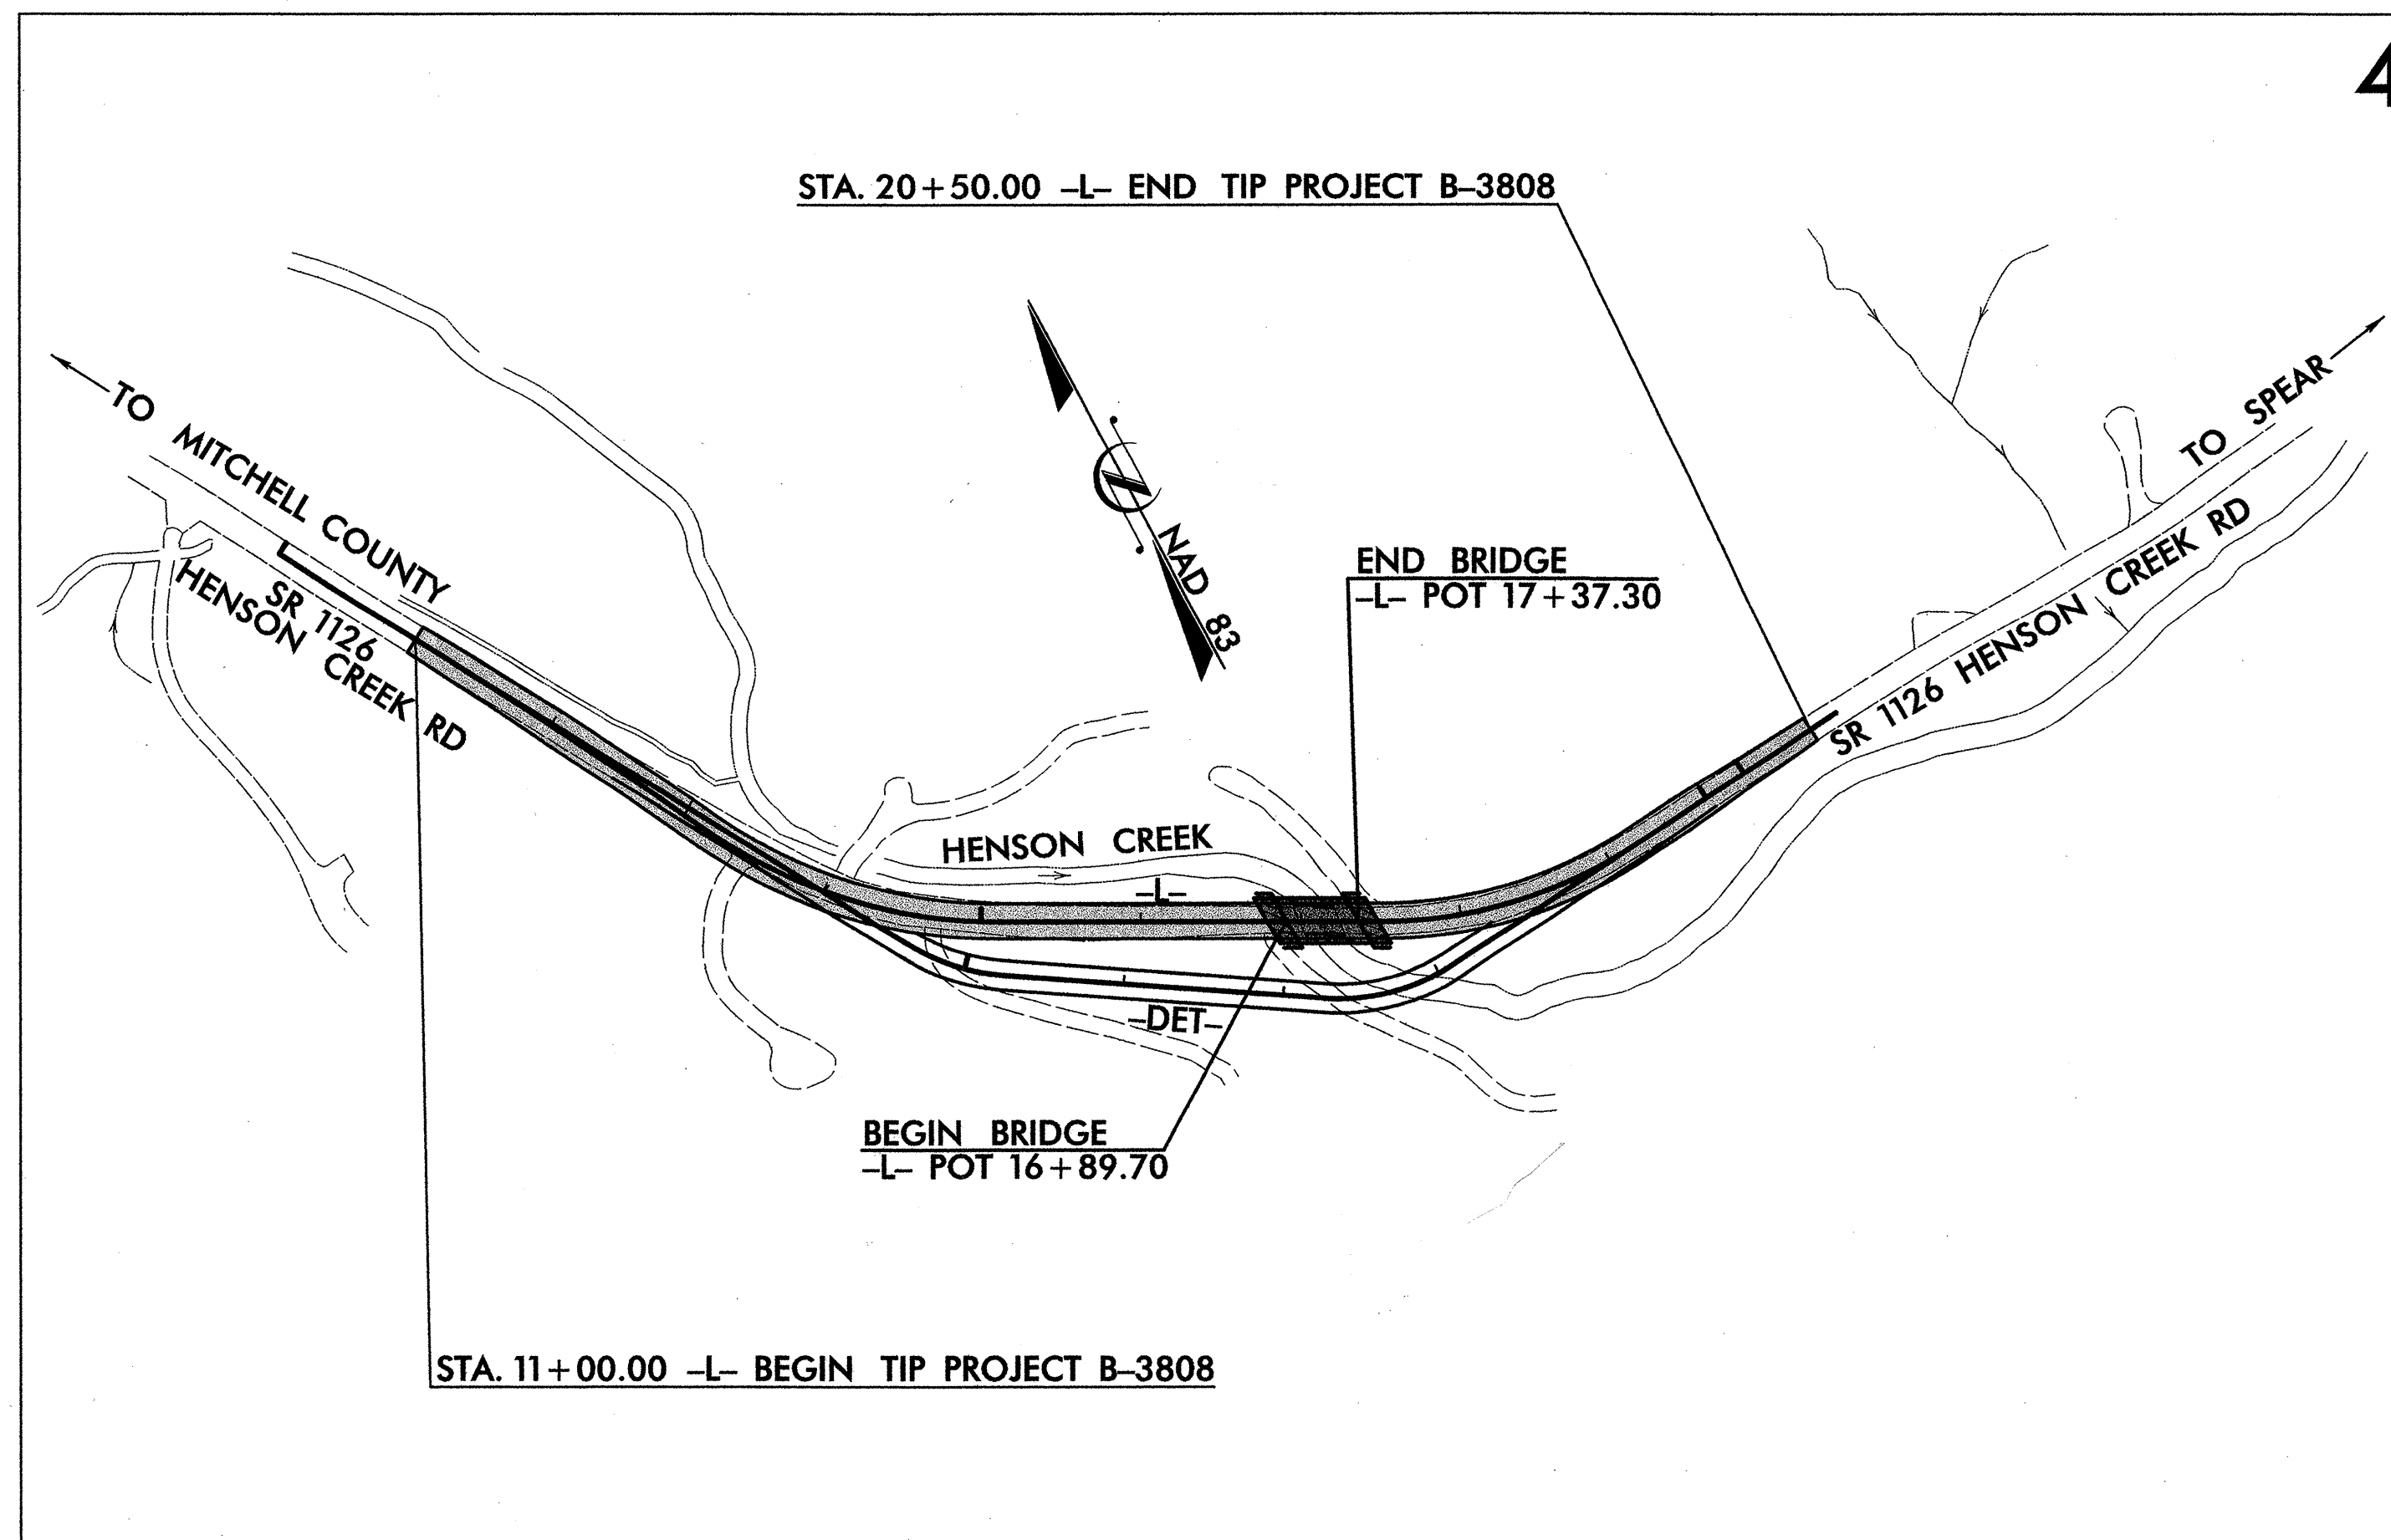 4
STA. 20+50.00 –L– END TIP PROJECT B–3808
TO MITCHELL COUNTY
SR 1126
HENSON CREEK RD
N
NAD 83
END BRIDGE
–L– POT 17+37.30
TO SPEAR
SR 1126 HENSON CREEK RD
HENSON CREEK
–L–
–DET–
BEGIN BRIDGE
–L– POT 16+89.70
STA. 11+00.00 –L– BEGIN TIP PROJECT B–3808